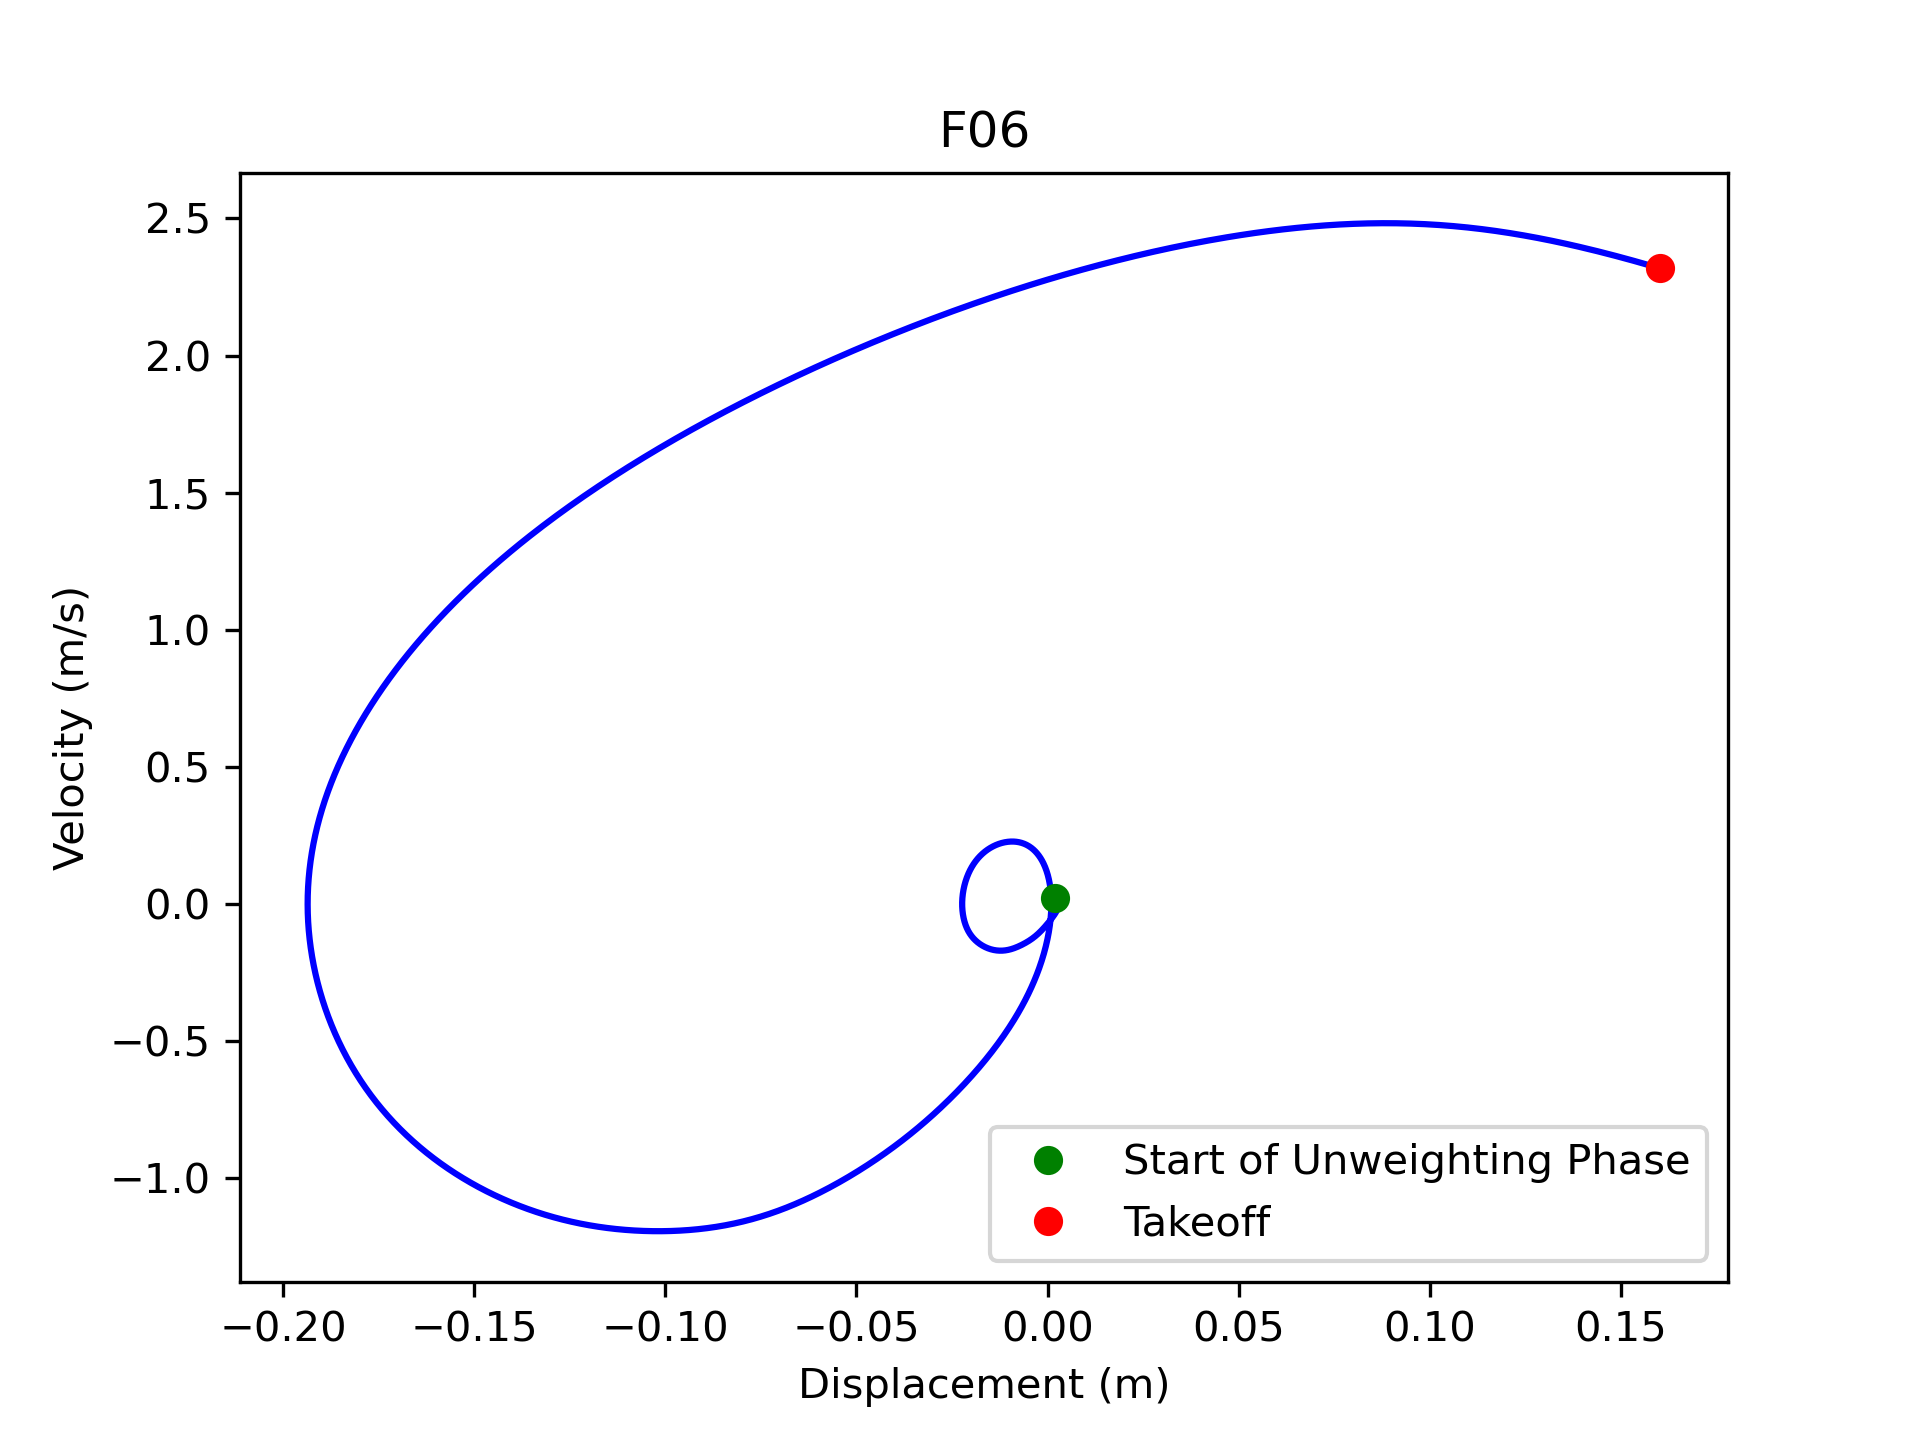 F06
2.5
2.0
1.5
1.0
0.5
0.0
−0.5
−1.0
Velocity (m/s)
Start of Unweighting Phase
Takeoff
−0.20 −0.15 −0.10 −0.05 0.00 0.05 0.10 0.15
Displacement (m)